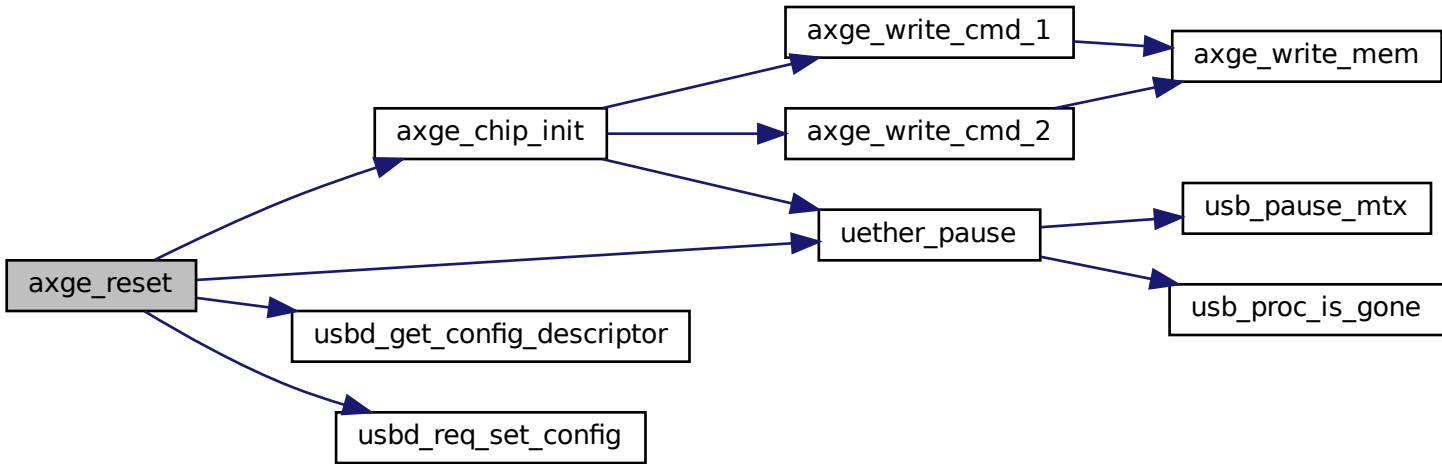 axge_write_cmd_1
axge_write_mem
axge_chip_init
axge_write_cmd_2
usb_pause_mtx
uether_pause
axge_reset
usb_proc_is_gone
usbd_get_config_descriptor
usbd_req_set_config